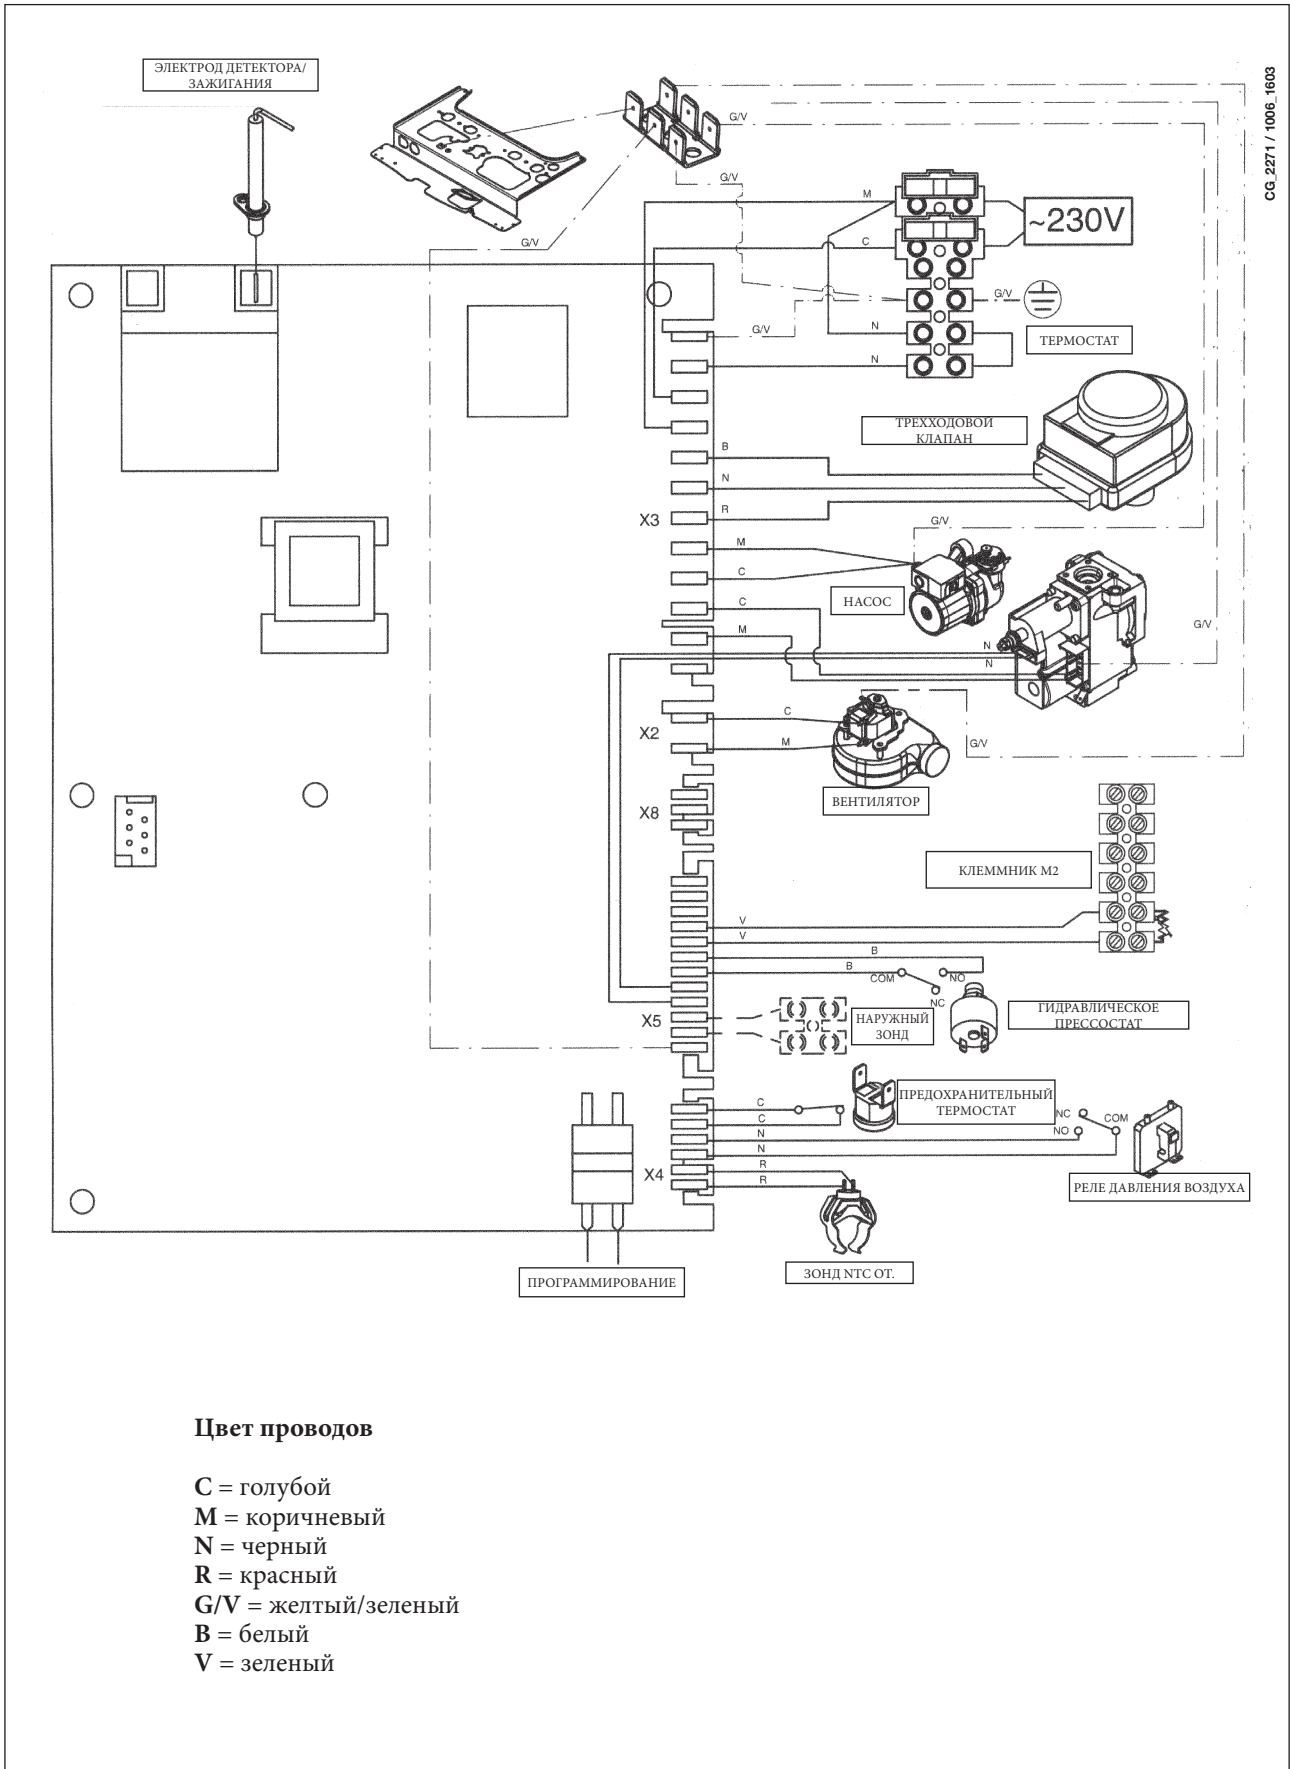 CG_2271 / 1006_1603
ЭЛЕКТРОД ДЕТЕКТОРА/
ЗАЖИГАНИЯ
G/V
G/V
G/V
M
~230V
C
G/V
G/V
N
ТЕРМОСТАТ
N
ТРЕХХОДОВОЙ
КЛАПАН
B
N
X3
R
G/V
M
C
НАСОС
C
M
G/V
N
N
C
X2
M
G/V
ВЕНТИЛЯТОР
X8
КЛЕММНИК M2
V
V
B
B
COM
NO
NC
ГИДРАВЛИЧЕСКОЕ
ПРЕССОСТАТ
X5
НАРУЖНЫЙ
ЗОНД
ПРЕДОХРАНИТЕЛЬНЫЙ
ТЕРМОСТАТ
C
C
NC
COM
NO
N
N
X4
R
R
РЕЛЕ ДАВЛЕНИЯ ВОЗДУХА
ЗОНД NTC ОТ.
ПРОГРАММИРОВАНИЕ
Цвет проводов
C = голубой
M = коричневый
N = черный
R = красный
G/V = желтый/зеленый
B = белый
V = зеленый